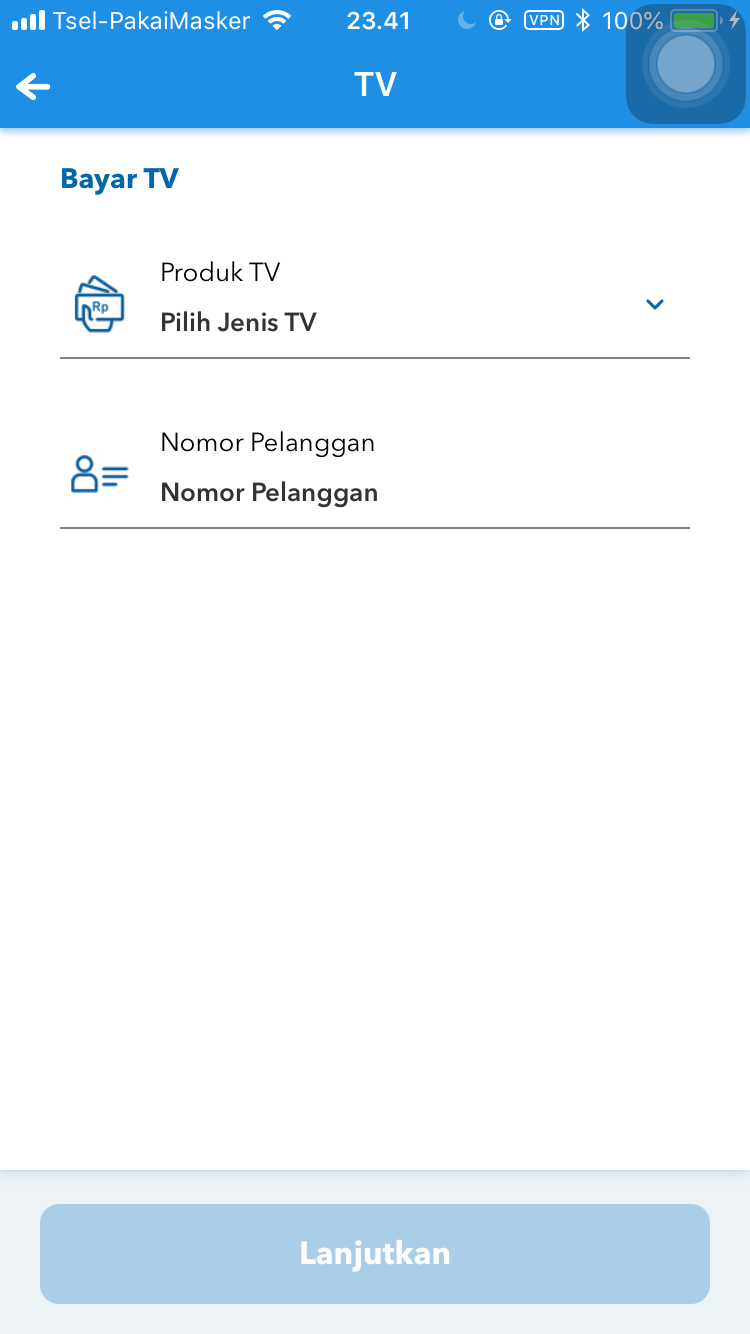 Tsel-PakaiMasker 23.41 VPN 100%
TV
Bayar TV
Produk TV
Rp
Pilih Jenis TV
Nomor Pelanggan
Nomor Pelanggan
Lanjutkan